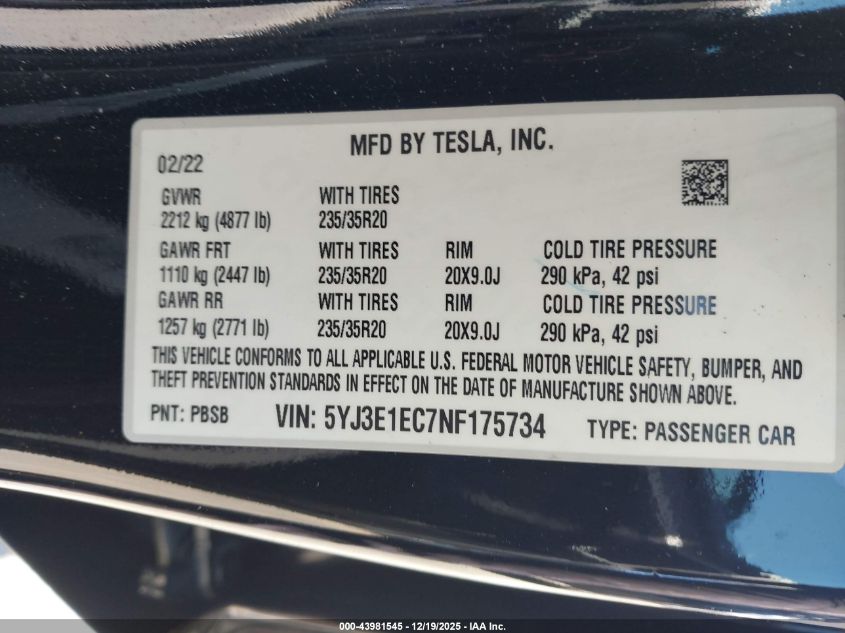 MFD BY TESLA, INC.
02/22
GVWR WITH TIRES
2212 kg (4877 lb) 235/35R20
GAWR FRT WITH TIRES RIM COLD TIRE PRESSURE
1110 kg (2447 lb) 235/35R20 20X9.0J 290 kPa, 42 psi
GAWR RR WITH TIRES RIM COLD TIRE PRESSURE
1257 kg (2771 lb) 235/35R20 20X9.0J 290 kPa, 42 psi
THIS VEHICLE CONFORMS TO ALL APPLICABLE U.S. FEDERAL MOTOR VEHICLE SAFETY, BUMPER, AND
THEFT PREVENTION STANDARDS IN EFFECT ON THE DATE OF MANUFACTURE SHOWN ABOVE.
PNT: PBSB VIN: 5YJ3E1EC7NF175734 TYPE: PASSENGER CAR
000-43981545 - 12/19/2025 - IAA Inc.